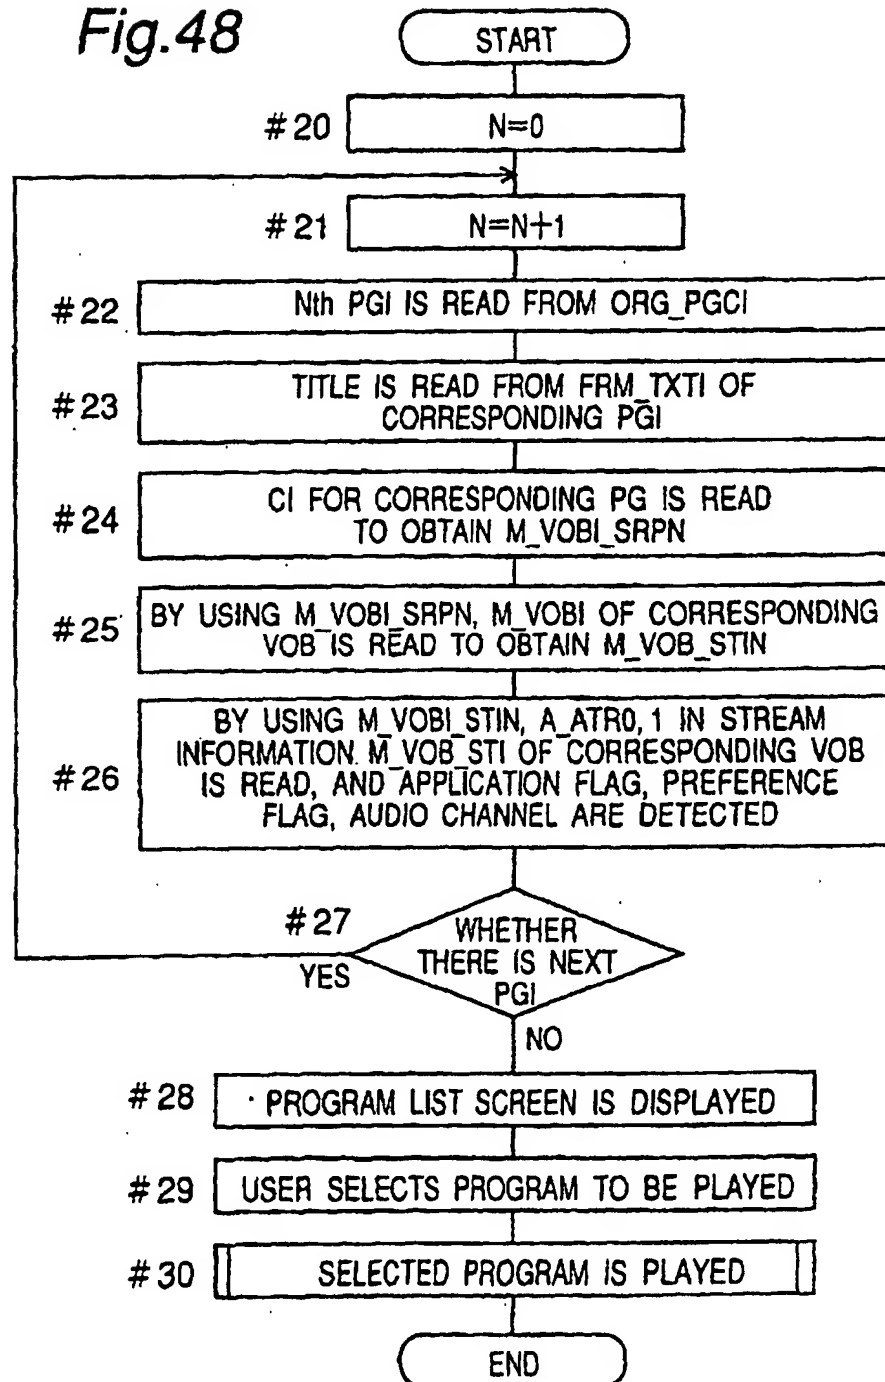 Fig.48
START
#20
N=0
#21
N=N+1
#22
Nth PGI IS READ FROM ORG_PGCI
#23
TITLE IS READ FROM FRM_TXTI OF
CORRESPONDING PGI
#24
CI FOR CORRESPONDING PG IS READ
TO OBTAIN M_VOBI_SRPN
#25
BY USING M_VOBI_SRPN, M_VOBI OF CORRESPONDING
VOB IS READ TO OBTAIN M_VOB_STIN
#26
BY USING M_VOBI_STIN, A_ATR0, 1 IN STREAM
INFORMATION. M_VOB_STI OF CORRESPONDING VOB
IS READ, AND APPLICATION FLAG, PREFERENCE
FLAG, AUDIO CHANNEL ARE DETECTED
#27
WHETHER
THERE IS NEXT
PGI
YES
NO
#28
PROGRAM LIST SCREEN IS DISPLAYED
#29
USER SELECTS PROGRAM TO BE PLAYED
#30
SELECTED PROGRAM IS PLAYED
END